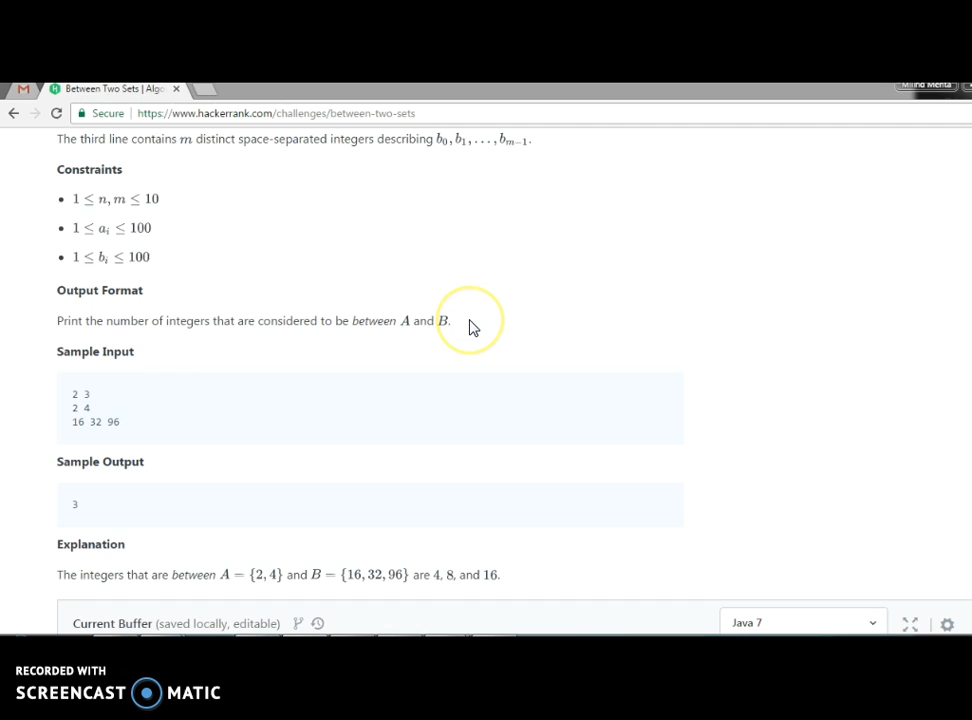 Between Two Sets | Algo
Milind Mehta
Secure | https://www.hackerrank.com/challenges/between-two-sets
The third line contains m distinct space-separated integers describing b₀, b₁, . . . , bₘ₋₁.
Constraints
• 1 ≤ n, m ≤ 10
• 1 ≤ aᵢ ≤ 100
• 1 ≤ bᵢ ≤ 100
Output Format
Print the number of integers that are considered to be between A and B.
Sample Input
2 3
2 4
16 32 96
Sample Output
3
Explanation
The integers that are between A = {2, 4} and B = {16, 32, 96} are 4, 8, and 16.
Current Buffer (saved locally, editable)
Java 7
RECORDED WITH
SCREENCAST MATIC